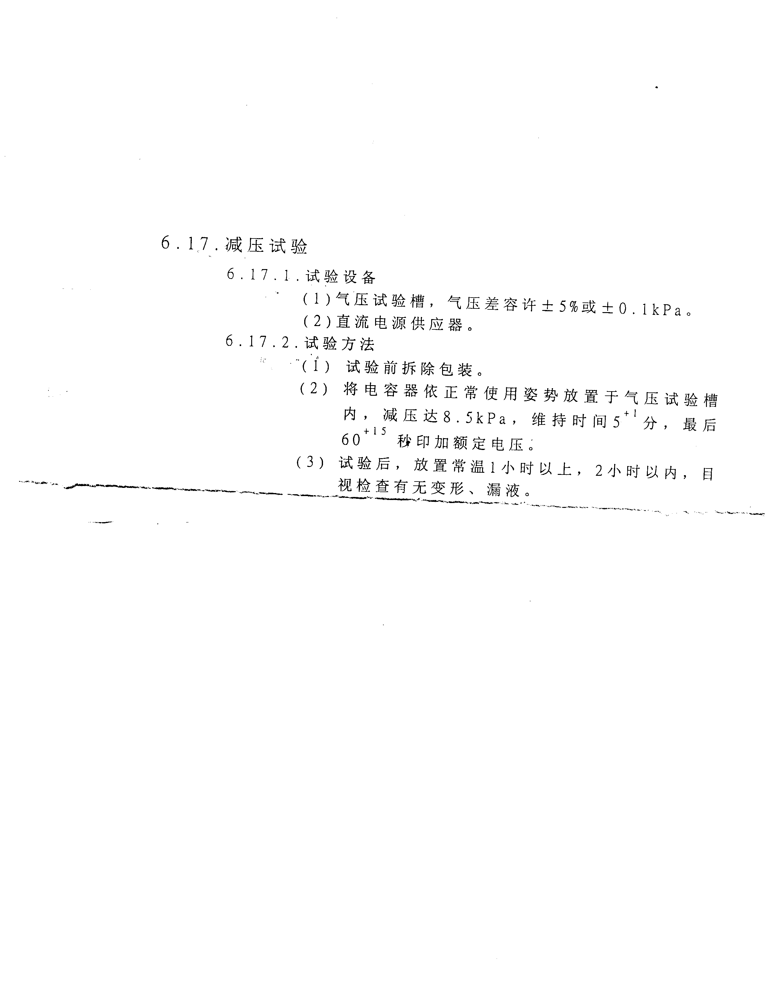 6.17.减压试验
6.17.1.试验设备
(1)气压试验槽，气压差容许±5%或±0.1kPa。
(2)直流电源供应器。
6.17.2.试验方法
(1) 试验前拆除包装。
(2) 将电容器依正常使用姿势放置于气压试验槽
内，减压达8.5kPa，维持时间5⁺¹分，最后
60⁺¹⁵ 秒印加额定电压。
(3) 试验后，放置常温1小时以上，2小时以内，目
视检查有无变形、漏液。